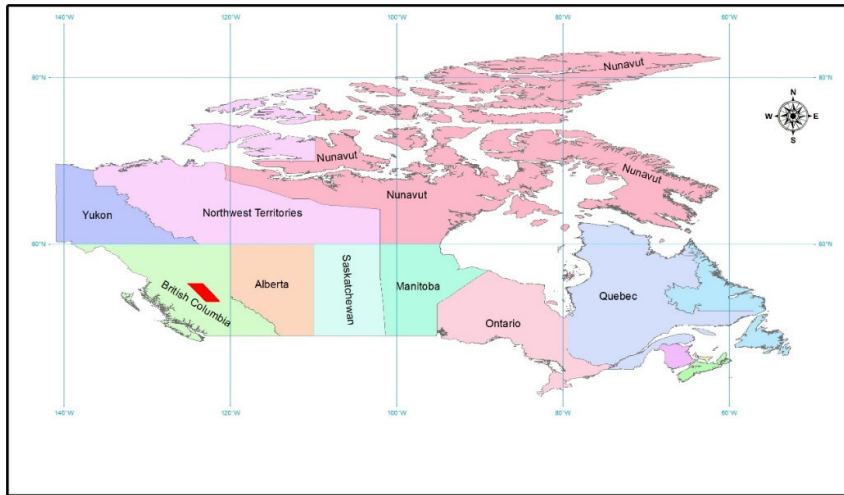 140°W
120°W
100°W
80°W
60°W
80°N
80°N
Nunavut
N
W E
S
Nunavut
Nunavut
Nunavut
Yukon
Northwest Territories
60°N
60°N
British Columbia
Alberta
Saskatchewan
Manitoba
Ontario
Quebec
140°W
120°W
100°W
80°W
60°W